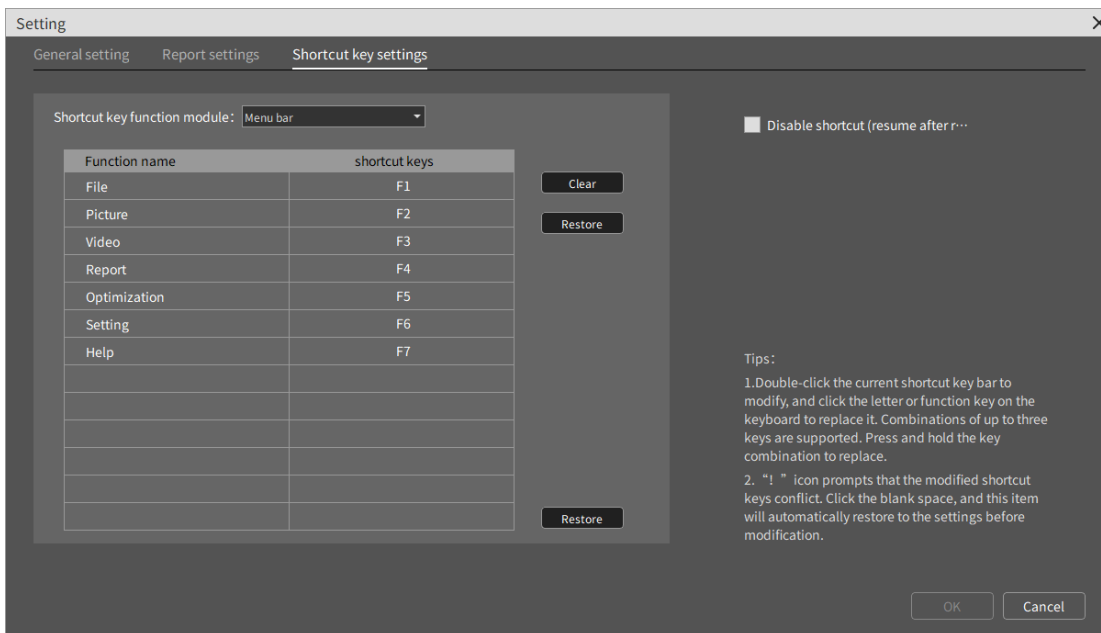 Setting
General setting Report settings Shortcut key settings
Shortcut key function module： Menu bar
Disable shortcut (resume after r…
Function name shortcut keys
File F1
Clear
Picture F2
Restore
Video F3
Report F4
Optimization F5
Setting F6
Help F7
Restore
Tips：
1.Double-click the current shortcut key bar to
modify, and click the letter or function key on the
keyboard to replace it. Combinations of up to three
keys are supported. Press and hold the key
combination to replace.
2. “! ” icon prompts that the modified shortcut
keys conflict. Click the blank space, and this item
will automatically restore to the settings before
modification.
OK Cancel